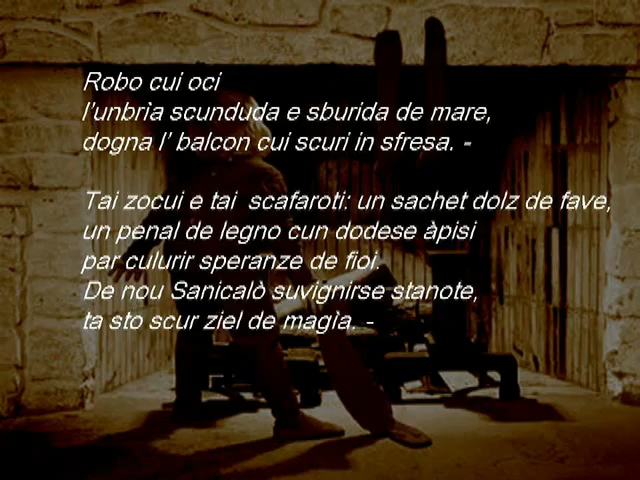 Robo cui oci
l'unbrìa scunduda e sburida de mare,
dogna l' balcon cui scuri in sfresa. -
Tai zocui e tai scafaroti: un sachet dolz de fave,
un penal de legno cun dodese àpisi
par culurir speranze de fioi.
De nou Sanicalò suvignirse stanote,
ta sto scur ziel de magìa. -